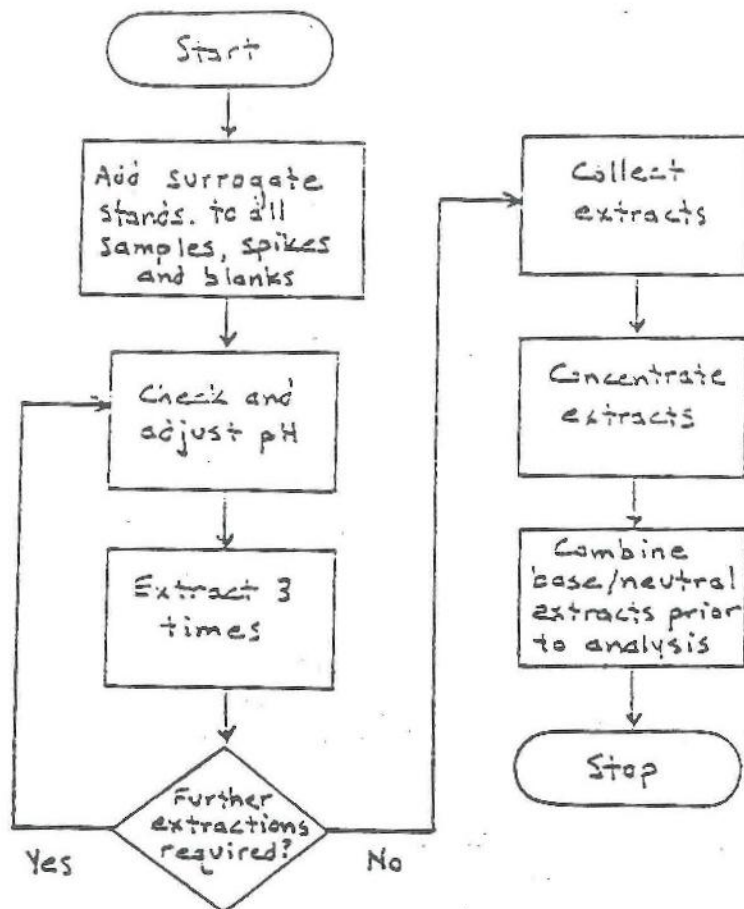 Start
Add surrogate
stands. to all
samples, spikes
and blanks
Check and
adjust pH
Extract 3
times
Further
extractions
required?
Yes
No
Collect
extracts
Concentrate
extracts
Combine
base/neutral
extracts prior
to analysis
Stop